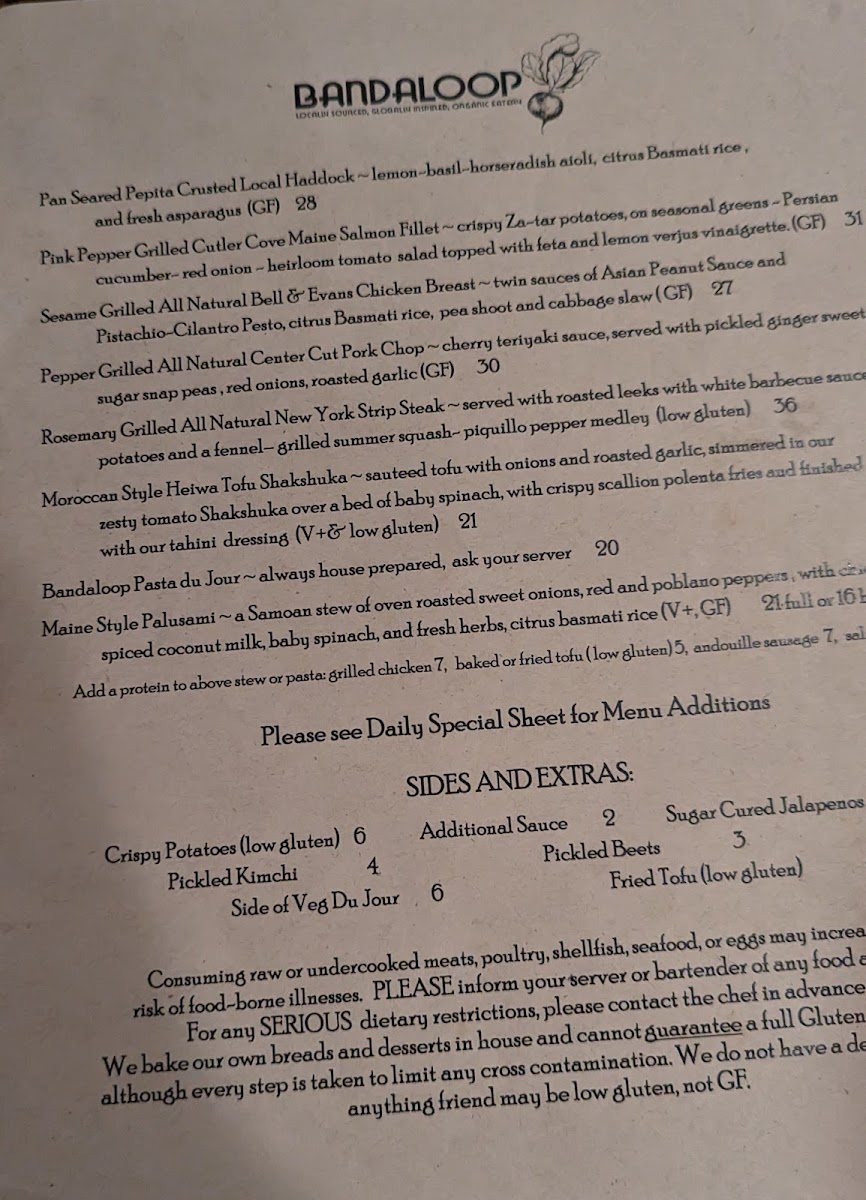 BANDALOOP
LOCALLY SOURCED, GLOBALLY INSPIRED, ORGANIC EATERY
Pan Seared Pepita Crusted Local Haddock ~ lemon-basil-horseradish aioli, citrus Basmati rice ,
and fresh asparagus (GF) 28
Pink Pepper Grilled Cutler Cove Maine Salmon Fillet ~ crispy Za-tar potatoes, on seasonal greens - Persian
cucumber- red onion - heirloom tomato salad topped with feta and lemon verjus vinaigrette. (GF) 31
Sesame Grilled All Natural Bell & Evans Chicken Breast ~ twin sauces of Asian Peanut Sauce and
Pistachio-Cilantro Pesto, citrus Basmati rice, pea shoot and cabbage slaw ( GF) 27
Pepper Grilled All Natural Center Cut Pork Chop ~ cherry teriyaki sauce, served with pickled ginger sweet
sugar snap peas , red onions, roasted garlic (GF) 30
Rosemary Grilled All Natural New York Strip Steak ~ served with roasted leeks with white barbecue sauce
potatoes and a fennel- grilled summer squash- piquillo pepper medley (low gluten) 36
Moroccan Style Heiwa Tofu Shakshuka ~ sauteed tofu with onions and roasted garlic, simmered in our
zesty tomato Shakshuka over a bed of baby spinach, with crispy scallion polenta fries and finished
with our tahini dressing (V+& low gluten) 21
Bandaloop Pasta du Jour ~ always house prepared, ask your server 20
Maine Style Palusami ~ a Samoan stew of oven roasted sweet onions, red and poblano peppers , with
spiced coconut milk, baby spinach, and fresh herbs, citrus basmati rice (V+, GF) 21 full or 16
Add a protein to above stew or pasta: grilled chicken 7, baked or fried tofu ( low gluten) 5, andouille sausage 7,
Please see Daily Special Sheet for Menu Additions
SIDES AND EXTRAS:
Crispy Potatoes (low gluten) 6 Additional Sauce 2 Sugar Cured Jalapenos
Pickled Kimchi 4 Pickled Beets 3
Side of Veg Du Jour 6 Fried Tofu (low gluten)
Consuming raw or undercooked meats, poultry, shellfish, seafood, or eggs may increa
risk of food-borne illnesses. PLEASE inform your server or bartender of any food a
For any SERIOUS dietary restrictions, please contact the chef in advance
We bake our own breads and desserts in house and cannot guarantee a full Gluten
although every step is taken to limit any cross contamination. We do not have a de
anything friend may be low gluten, not GF.